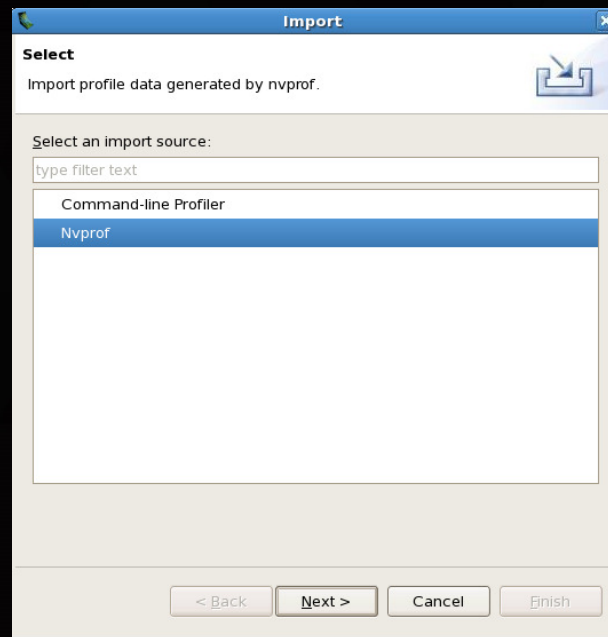 Import
Select
Import profile data generated by nvprof.
Select an import source:
type filter text
Command-line Profiler
Nvprof
< Back
Next >
Cancel
Finish